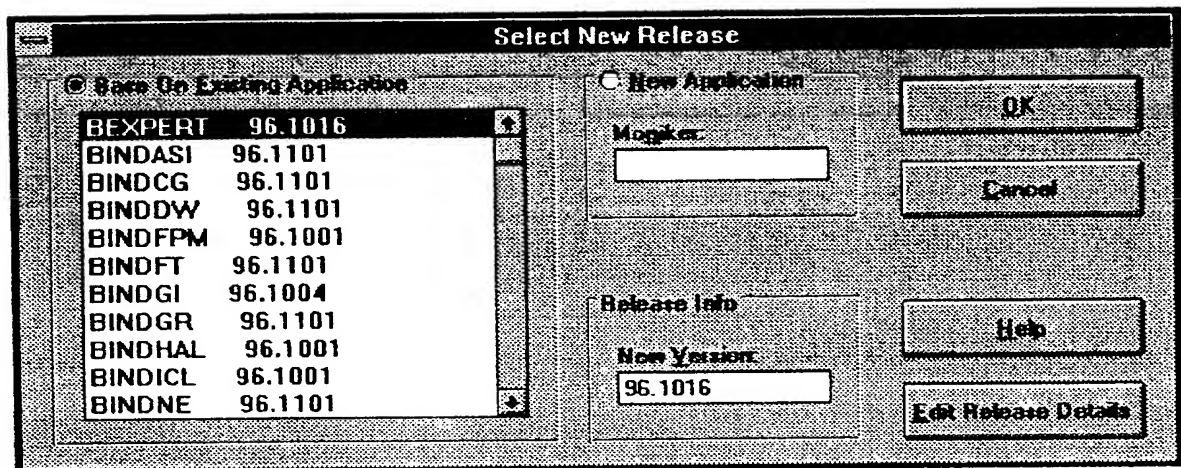 Select New Release
Base On Existing Application
BEXPERT 96.1016
BINDASI 96.1101
BINDCG 96.1101
BINDDW 96.1101
BINDFPM 96.1001
BINDFT 96.1101
BINDGI 96.1004
BINDGR 96.1101
BINDHAL 96.1001
BINDICL 96.1001
BINDNE 96.1101
New Application
Moniker:
Release Info
New Version:
96.1016
OK
Cancel
Help
Edit Release Details